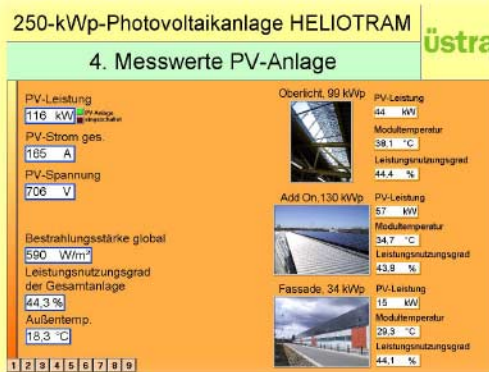 250-kWp-Photovoltaikanlage HELIOTRAM
üstra
4. Messwerte PV-Anlage
PV-Leistung
116 kW
PV-Anlage
eingeschaltet
PV-Strom ges.
165 A
PV-Spannung
706 V
Bestrahlungsstärke global
590 W/m²
Leistungsnutzungsgrad
der Gesamtanlage
44,3 %
Außentemp.
18,3 °C
Oberlicht, 99 kWp
PV-Leistung
44 kW
Modultemperatur
38,1 °C
Leistungsnutzungsgrad
44,4 %
Add On, 130 kWp
PV-Leistung
57 kW
Modultemperatur
34,7 °C
Leistungsnutzungsgrad
43,8 %
Fassade, 34 kWp
PV-Leistung
15 kW
Modultemperatur
29,3 °C
Leistungsnutzungsgrad
44,1 %
1 2 3 4 5 6 7 8 9